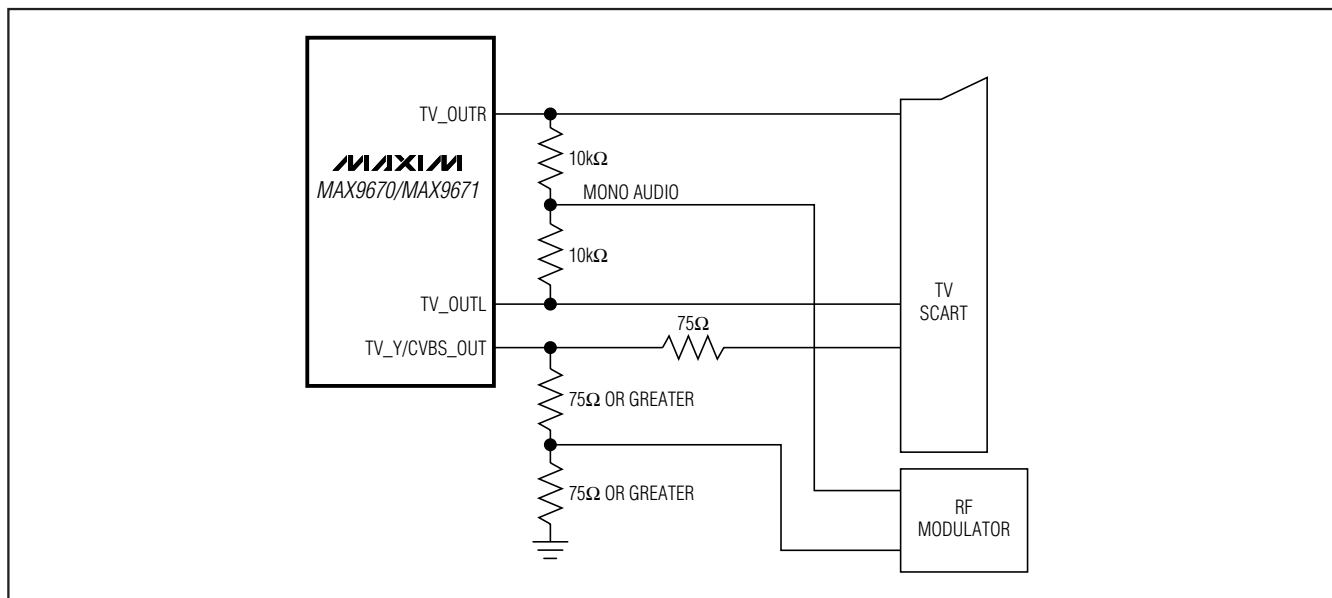 TV_OUTR
10kΩ
MAXIM
MAX9670/MAX9671
MONO AUDIO
10kΩ
TV_OUTL
TV
SCART
75Ω
TV_Y/CVBS_OUT
75Ω OR GREATER
75Ω OR GREATER
RF
MODULATOR